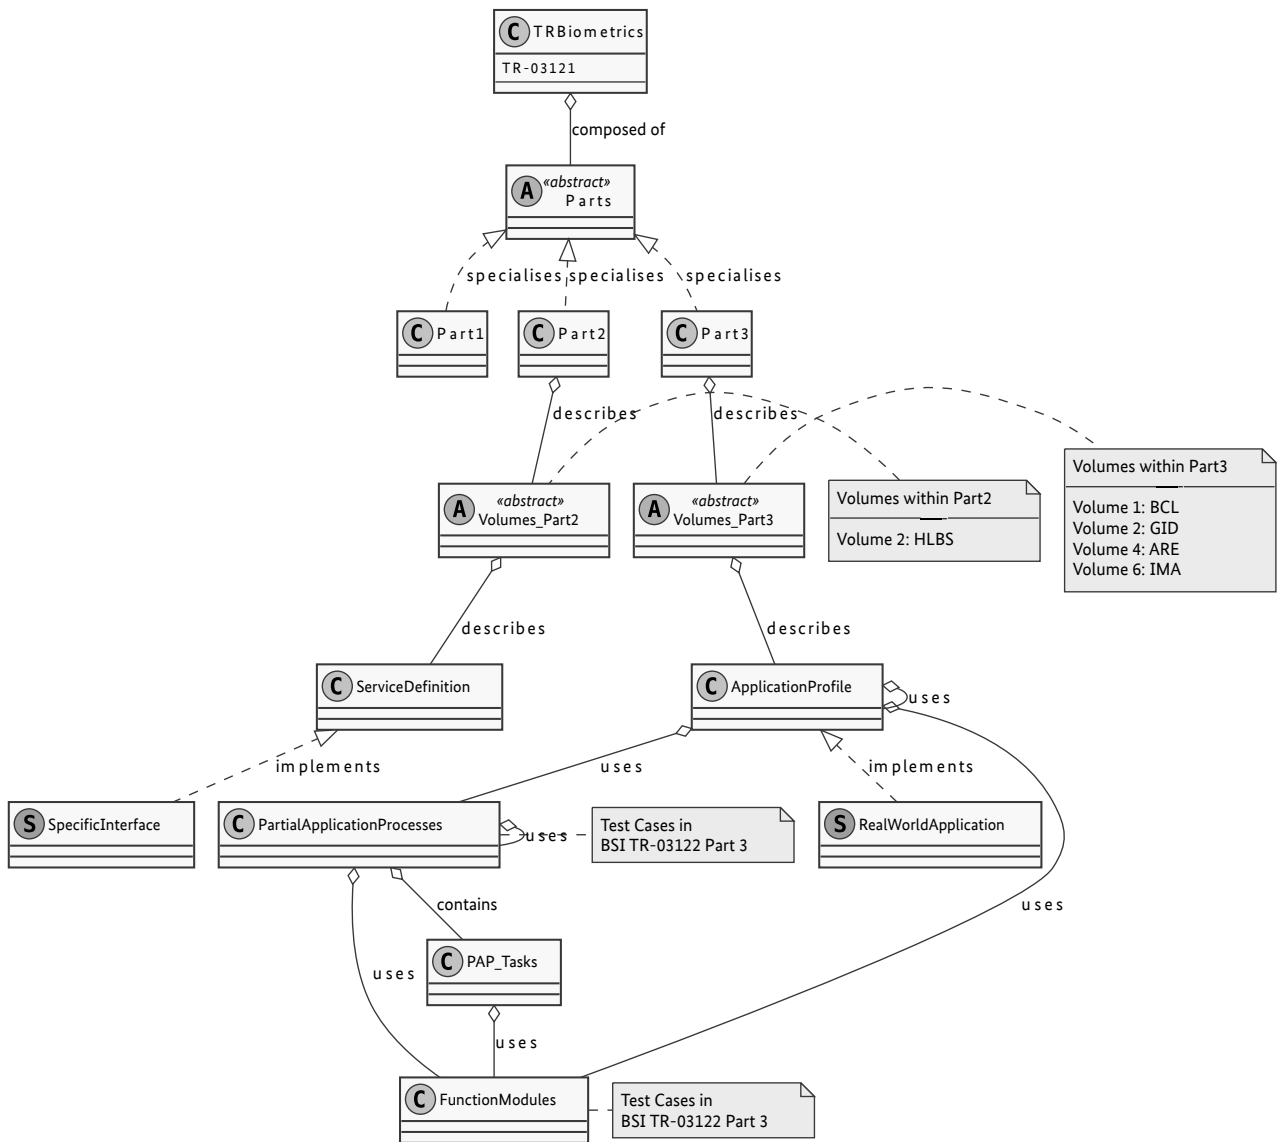 C TRBiometrics
TR-03121
composed of
«abstract»
A Parts
specialises specialises specialises
C Part1
C Part2
C Part3
describes
describes
Volumes within Part3
Volume 1: BCL
Volume 2: GID
Volume 4: ARE
Volume 6: IMA
«abstract»
A Volumes_Part2
«abstract»
A Volumes_Part3
Volumes within Part2
Volume 2: HLBS
describes
describes
C ServiceDefinition
C ApplicationProfile
uses
implements
uses
implements
S SpecificInterface
C PartialApplicationProcesses
uses
Test Cases in
BSI TR-03122 Part 3
S RealWorldApplication
contains
uses
C PAP_Tasks
uses
uses
C FunctionModules
Test Cases in
BSI TR-03122 Part 3